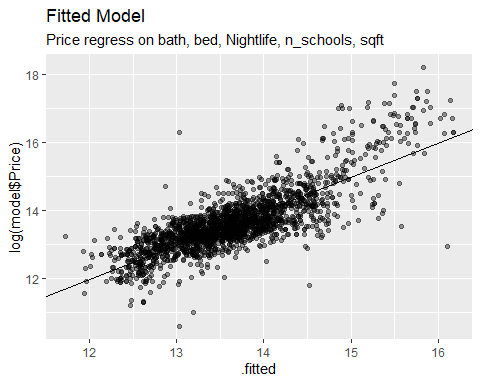 Fitted Model
Price regress on bath, bed, Nightlife, n_schools, sqft
18
16
14
12
log(model$Price)
12
13
14
15
16
.fitted